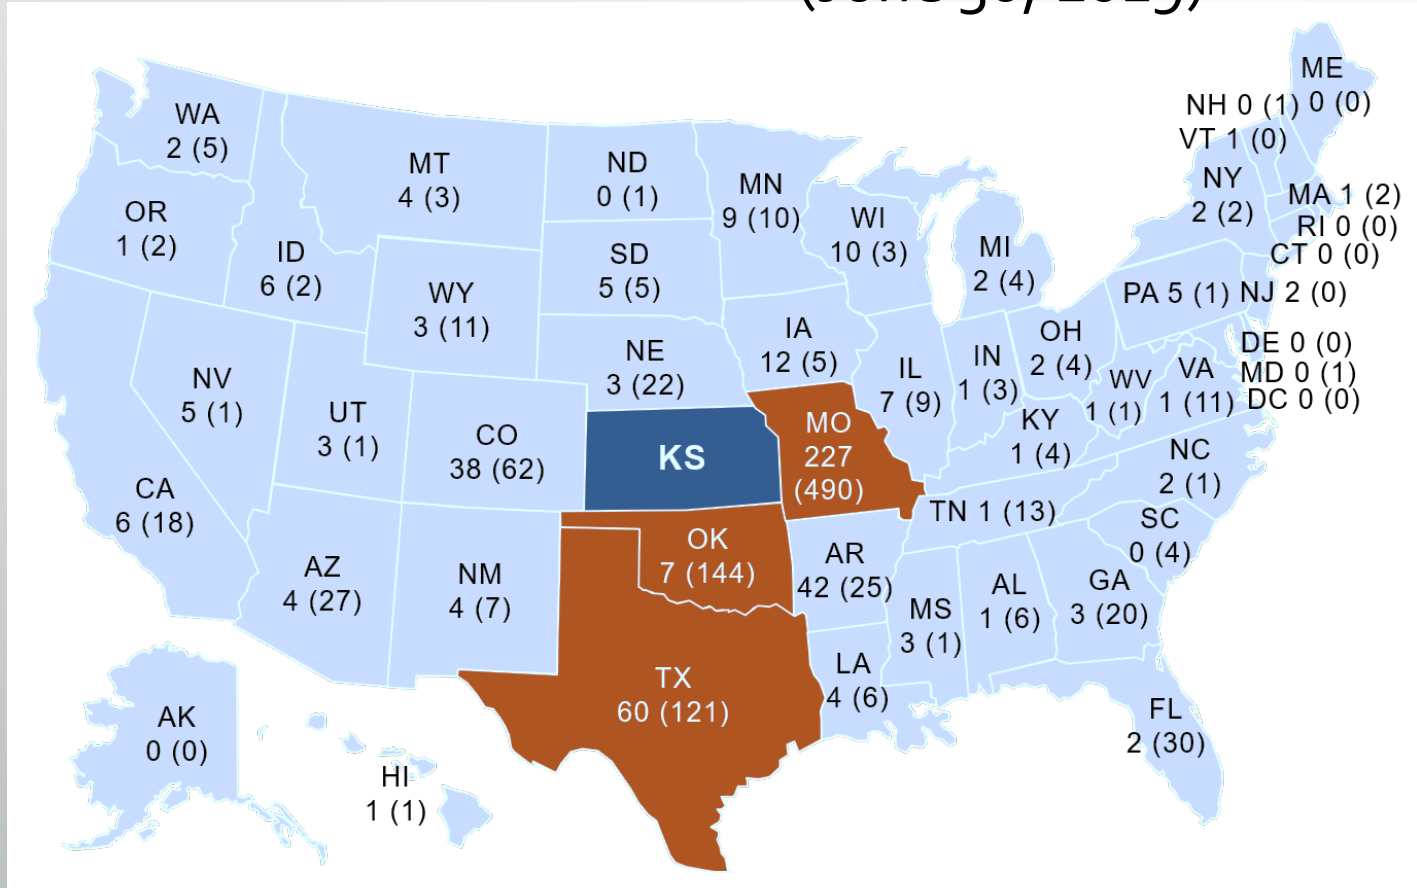 ME
NH 0 (1) 0 (0)
VT 1 (0)
WA
2 (5)
MT
4 (3)
ND
0 (1)
MN
9 (10)
NY
2 (2)
MA 1 (2)
RI 0 (0)
CT 0 (0)
OR
1 (2)
ID
6 (2)
WY
3 (11)
SD
5 (5)
WI
10 (3)
MI
2 (4)
PA 5 (1) NJ 2 (0)
NV
5 (1)
UT
3 (1)
CO
38 (62)
NE
3 (22)
IA
12 (5)
IL
7 (9)
IN
1 (3)
OH
2 (4)
WV
1 (1)
VA
1 (11)
DE 0 (0)
MD 0 (1)
DC 0 (0)
CA
6 (18)
KS
MO
227
(490)
KY
1 (4)
NC
2 (1)
TN 1 (13)
SC
0 (4)
AZ
4 (27)
NM
4 (7)
OK
7 (144)
AR
42 (25)
MS
3 (1)
AL
1 (6)
GA
3 (20)
TX
60 (121)
LA
4 (6)
FL
2 (30)
AK
0 (0)
HI
1 (1)